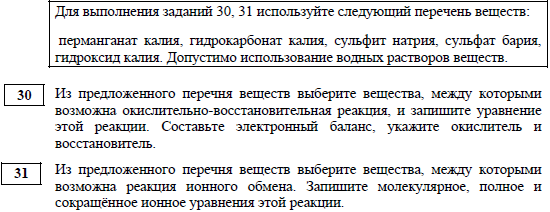 Для выполнения заданий 30, 31 используйте следующий перечень веществ:
перманганат калия, гидрокарбонат калия, сульфит натрия, сульфат бария,
гидроксид калия. Допустимо использование водных растворов веществ.
30 Из предложенного перечня веществ выберите вещества, между которыми
возможна окислительно-восстановительная реакция, и запишите уравнение
этой реакции. Составьте электронный баланс, укажите окислитель и
восстановитель.
31 Из предложенного перечня веществ выберите вещества, между которыми
возможна реакция ионного обмена. Запишите молекулярное, полное и
сокращённое ионное уравнения этой реакции.